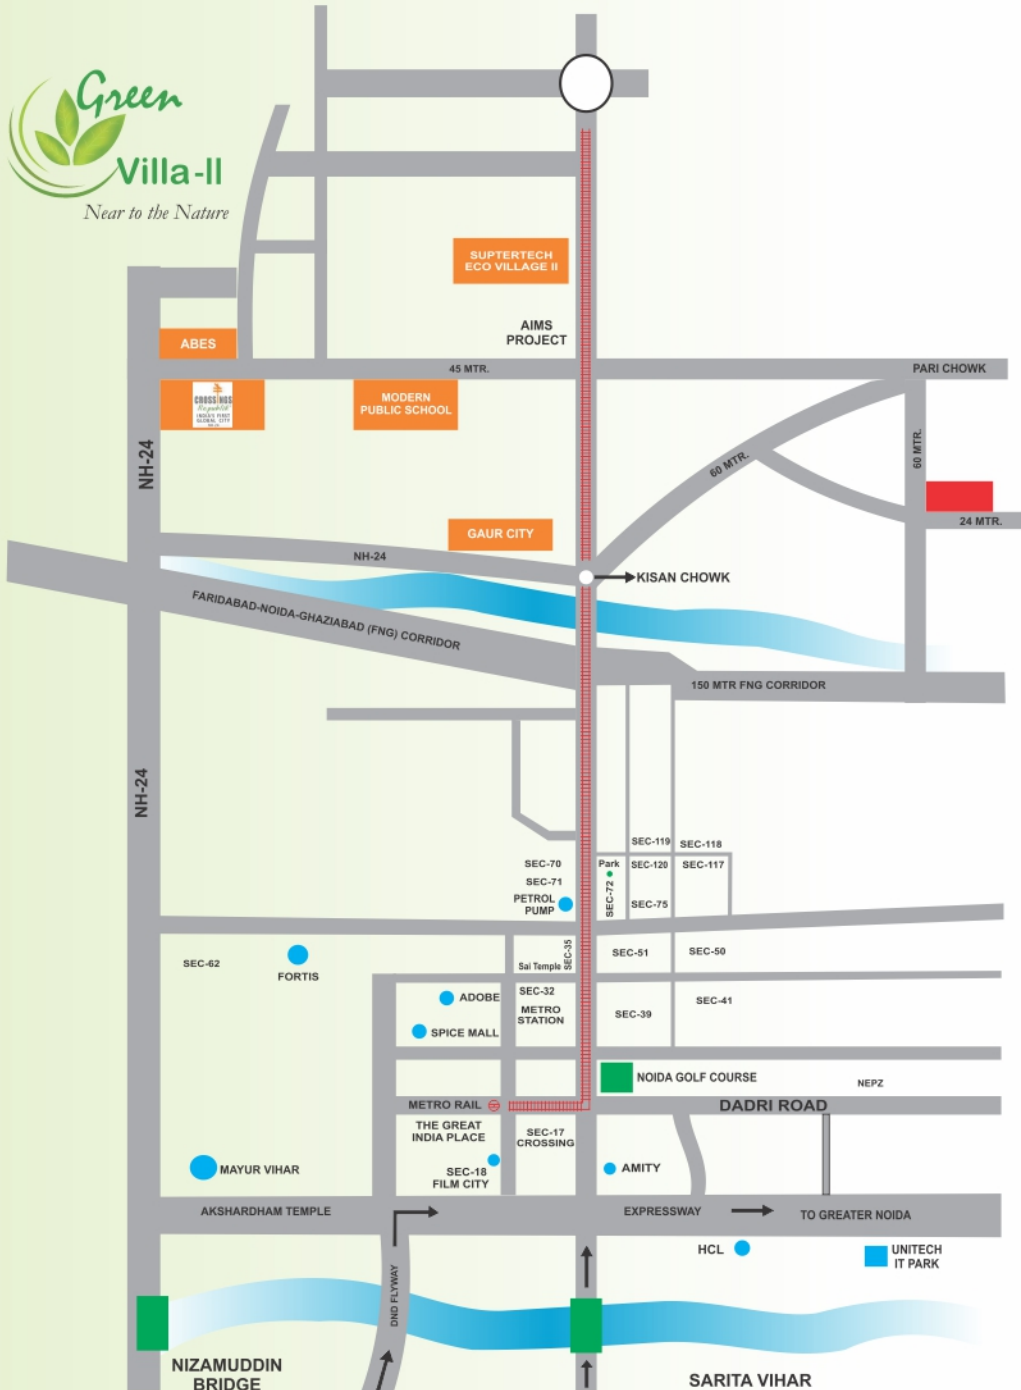 Green
Villa-II
Near to the Nature
SUPTERTECH
ECO VILLAGE II
AIMS
PROJECT
ABES
45 MTR.
PARI CHOWK
CROSSINGS
Republik
INDIA'S FIRST
GLOBAL CITY
MODERN
PUBLIC SCHOOL
NH-24
60 MTR.
60 MTR.
24 MTR.
GAUR CITY
NH-24
KISAN CHOWK
FARIDABAD-NOIDA-GHAZIABAD (FNG) CORRIDOR
150 MTR FNG CORRIDOR
NH-24
SEC-119
SEC-118
SEC-70
Park
SEC-120
SEC-117
SEC-71
SEC-72
PETROL
PUMP
SEC-75
SEC-35
SEC-51
SEC-50
SEC-62
FORTIS
Sai Temple
SEC-32
ADOBE
METRO
STATION
SEC-41
SEC-39
SPICE MALL
NOIDA GOLF COURSE
NEPZ
METRO RAIL
DADRI ROAD
THE GREAT
INDIA PLACE
SEC-17
CROSSING
MAYUR VIHAR
SEC-18
FILM CITY
AMITY
AKSHARDHAM TEMPLE
EXPRESSWAY
TO GREATER NOIDA
HCL
UNITECH
IT PARK
DND FLYWAY
NIZAMUDDIN
BRIDGE
SARITA VIHAR